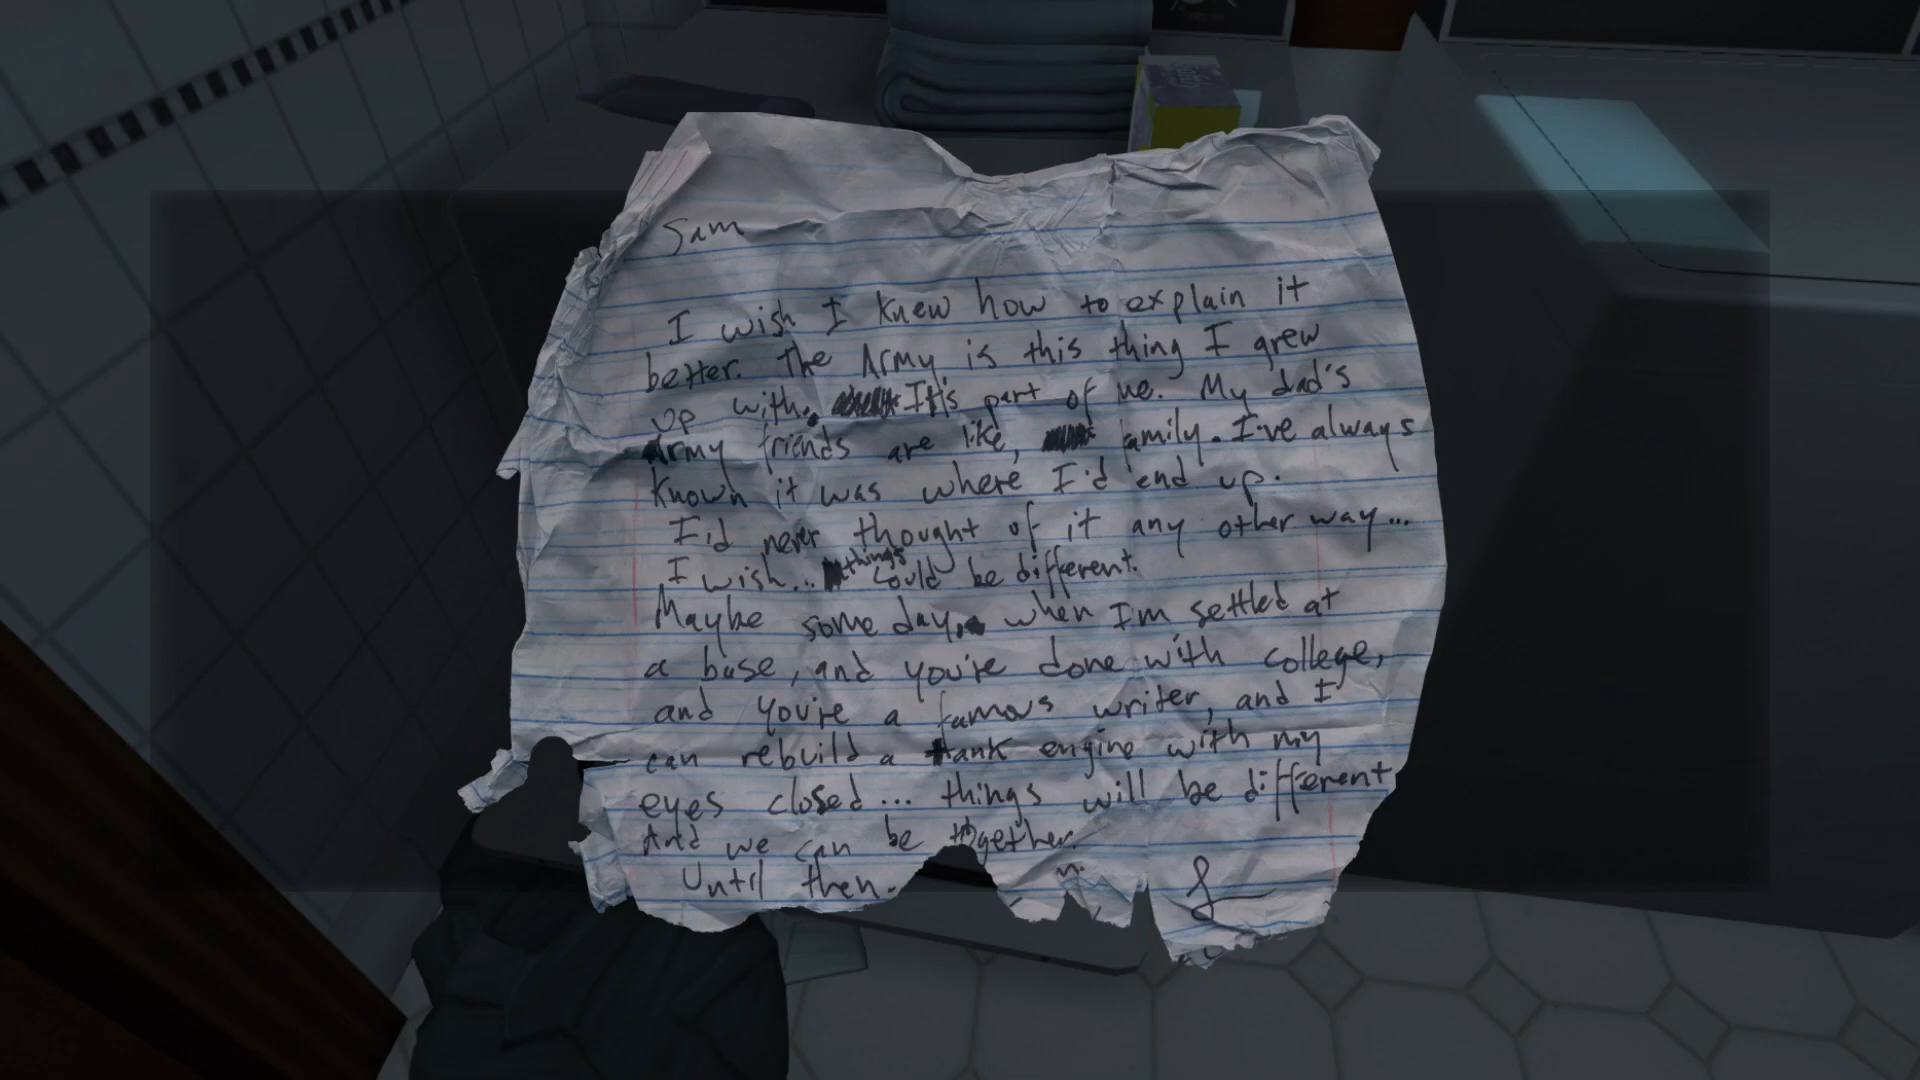 Sam
I wish I knew how to explain it
better. The Army is this thing I grew
up with. It's part of me. My dad's
Army friends are like, family. I've always
known it was where I'd end up.
I'd never thought of it any other way...
I wish... things could be different.
Maybe some day, when I'm settled at
a base, and you're done with college,
and you're a famous writer, and I
can rebuild a tank engine with my
eyes closed... things will be different
And we can be together.
Until then.